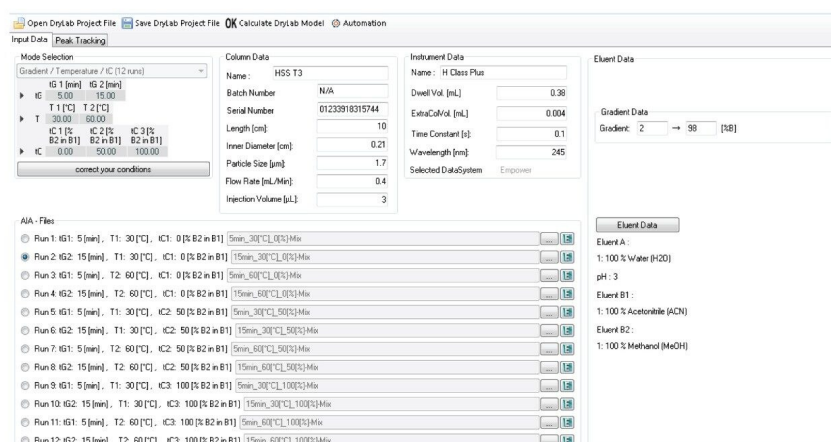 Open DryLab Project File Save DryLab Project File OK Calculate DryLab Model Automation
Input Data Peak Tracking
Mode Selection
Gradient / Temperature / tC (12 runs)
tG 1 [min] tG 2 [min]
tG 5.00 15.00
T 1 [°C] T 2 [°C]
T 30.00 60.00
tC 1 [% B2 in B1] tC 2 [% B2 in B1] tC 3 [% B2 in B1]
tC 0.00 50.00 100.00
correct your conditions
Column Data
Name : HSS T3
Batch Number N/A
Serial Number 01233918315744
Length [cm]: 10
Inner Diameter [cm]: 0.21
Particle Size [µm]: 1.7
Flow Rate [mL/Min]: 0.4
Injection Volume [µL]: 3
Instrument Data
Name : H Class Plus
Dwell Vol. [mL] 0.38
ExtraColVol. [mL] 0.004
Time Constant [s]: 0.1
Wavelength [nm]: 245
Selected DataSystem Empower
Eluent Data
Gradient Data
Gradient: 2 → 98 [%B]
AIA - Files
Run 1: tG1: 5 [min] , T1: 30 [°C] , tC1: 0 [% B2 in B1] 5min_30[°C]_0[%]-Mix ...
Run 2: tG2: 15 [min] , T1: 30 [°C] , tC1: 0 [% B2 in B1] 15min_30[°C]_0[%]-Mix ...
Run 3: tG1: 5 [min] , T2: 60 [°C] , tC1: 0 [% B2 in B1] 5min_60[°C]_0[%]-Mix ...
Run 4: tG2: 15 [min] , T2: 60 [°C] , tC1: 0 [% B2 in B1] 15min_60[°C]_0[%]-Mix ...
Run 5: tG1: 5 [min] , T1: 30 [°C] , tC2: 50 [% B2 in B1] 5min_30[°C]_50[%]-Mix ...
Run 6: tG2: 15 [min] , T1: 30 [°C] , tC2: 50 [% B2 in B1] 15min_30[°C]_50[%]-Mix ...
Run 7: tG1: 5 [min] , T2: 60 [°C] , tC2: 50 [% B2 in B1] 5min_60[°C]_50[%]-Mix ...
Run 8: tG2: 15 [min] , T2: 60 [°C] , tC2: 50 [% B2 in B1] 15min_60[°C]_50[%]-Mix ...
Run 9: tG1: 5 [min] , T1: 30 [°C] , tC3: 100 [% B2 in B1] 5min_30[°C]_100[%]-Mix ...
Run 10: tG2: 15 [min] , T1: 30 [°C] , tC3: 100 [% B2 in B1] 15min_30[°C]_100[%]-Mix ...
Run 11: tG1: 5 [min] , T2: 60 [°C] , tC3: 100 [% B2 in B1] 5min_60[°C]_100[%]-Mix ...
Run 12: tG2: 15 [min] , T2: 60 [°C] , tC3: 100 [% B2 in B1] 15min_60[°C]_100[%]-Mix ...
Eluent Data
Eluent A :
1: 100 % Water (H2O)
pH : 3
Eluent B1 :
1: 100 % Acetonitrile (ACN)
Eluent B2 :
1: 100 % Methanol (MeOH)